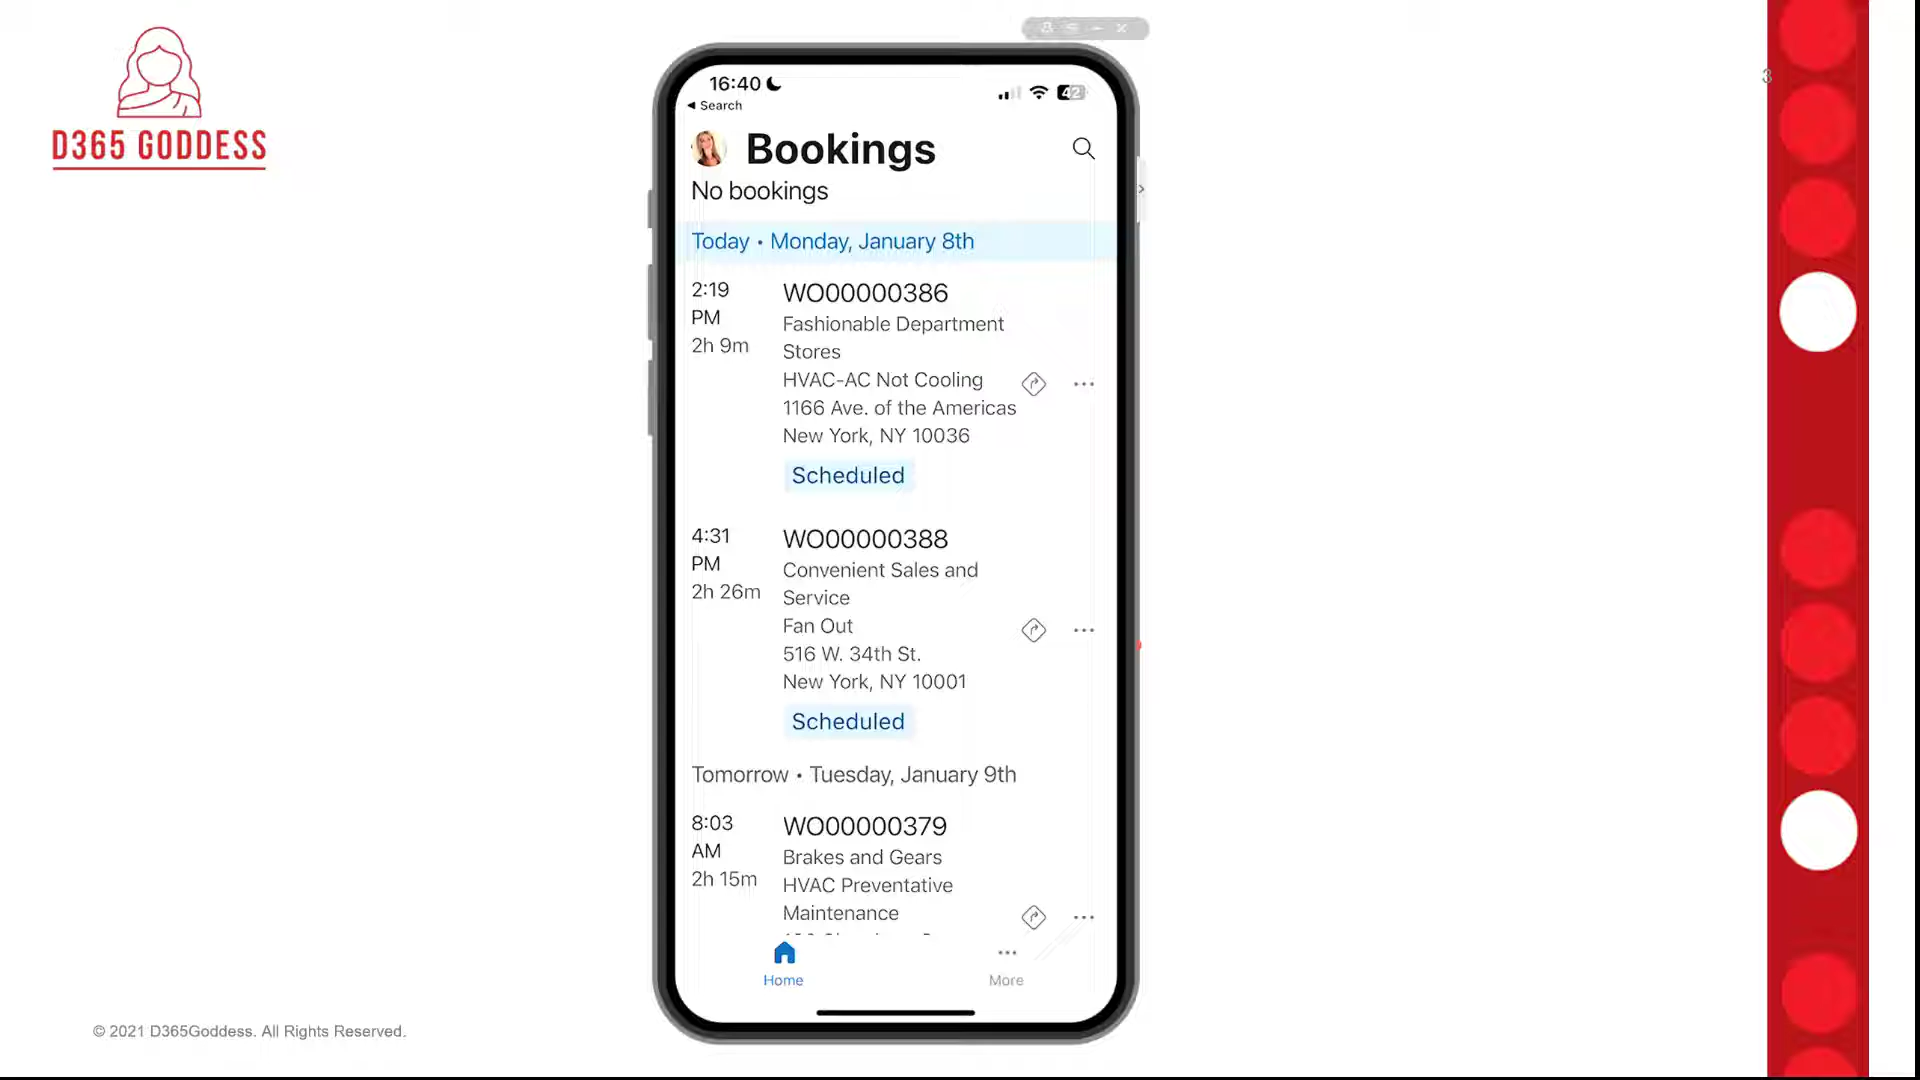 D365 GODDESS
3
16:40
Search
42
Bookings
No bookings
Today • Monday, January 8th
2:19
PM
2h 9m
WO00000386
Fashionable Department
Stores
HVAC-AC Not Cooling
1166 Ave. of the Americas
New York, NY 10036
Scheduled
4:31
PM
2h 26m
WO00000388
Convenient Sales and
Service
Fan Out
516 W. 34th St.
New York, NY 10001
Scheduled
Tomorrow • Tuesday, January 9th
8:03
AM
2h 15m
WO00000379
Brakes and Gears
HVAC Preventative
Maintenance
Home
More
© 2021 D365Goddess. All Rights Reserved.